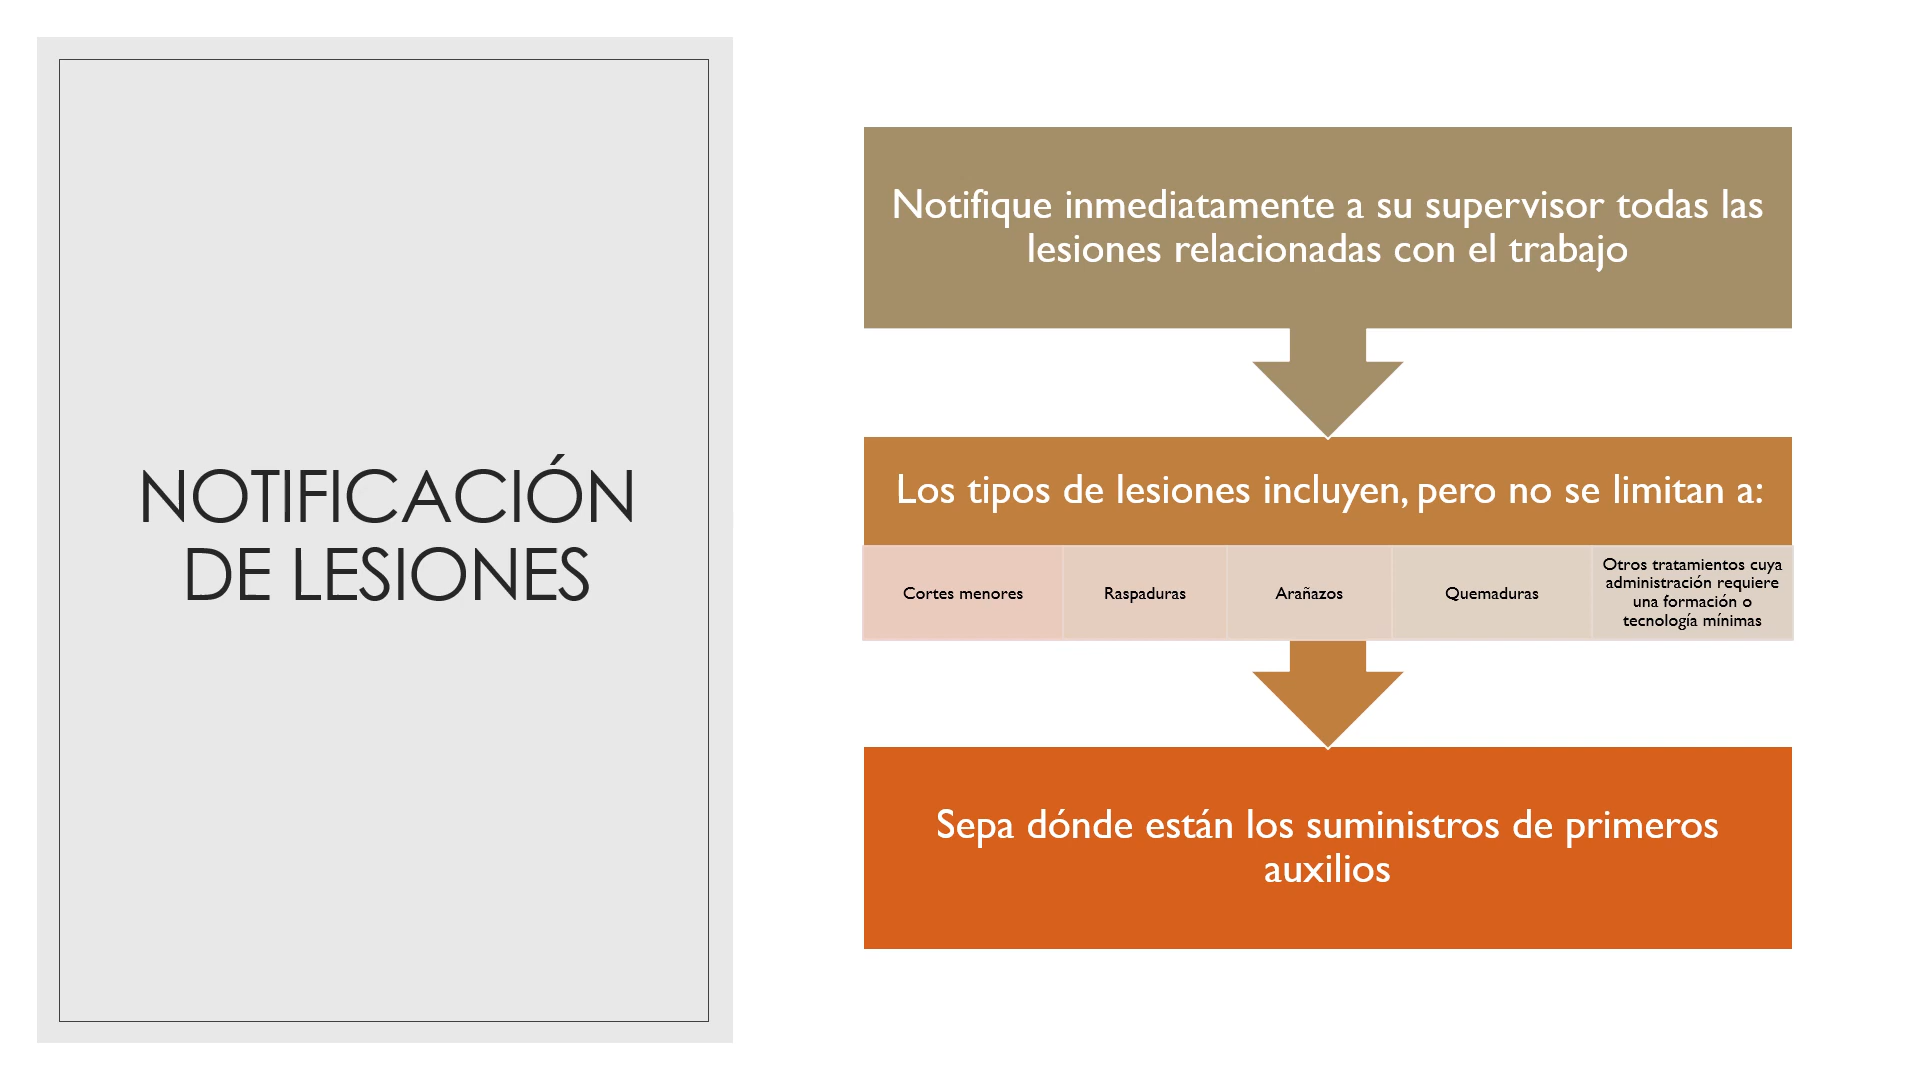 NOTIFICACIÓN
DE LESIONES
Notifique inmediatamente a su supervisor todas las
lesiones relacionadas con el trabajo
Los tipos de lesiones incluyen, pero no se limitan a:
Cortes menores
Raspaduras
Arañazos
Quemaduras
Otros tratamientos cuya
administración requiere
una formación o
tecnología mínimas
Sepa dónde están los suministros de primeros
auxilios